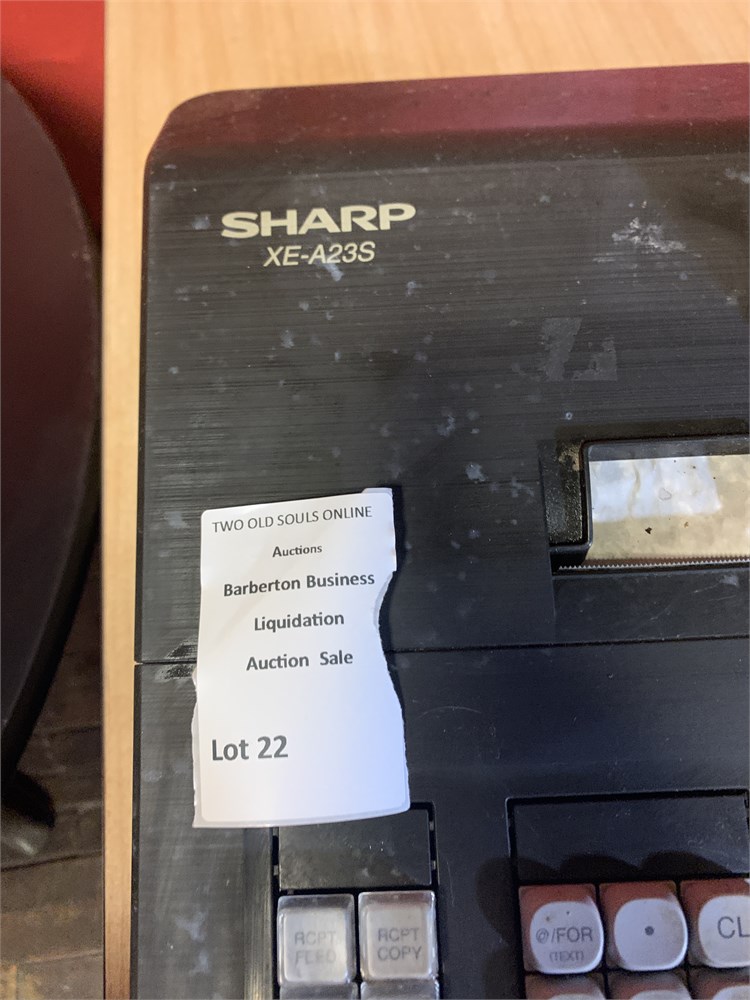 SHARP
XE-A23S
TWO OLD SOULS ONLINE
Auctions
Barberton Business
Liquidation
Auction Sale
Lot 22
RCPT
FEED
RCPT
COPY
@/FOR
(TEXT)
•
CL